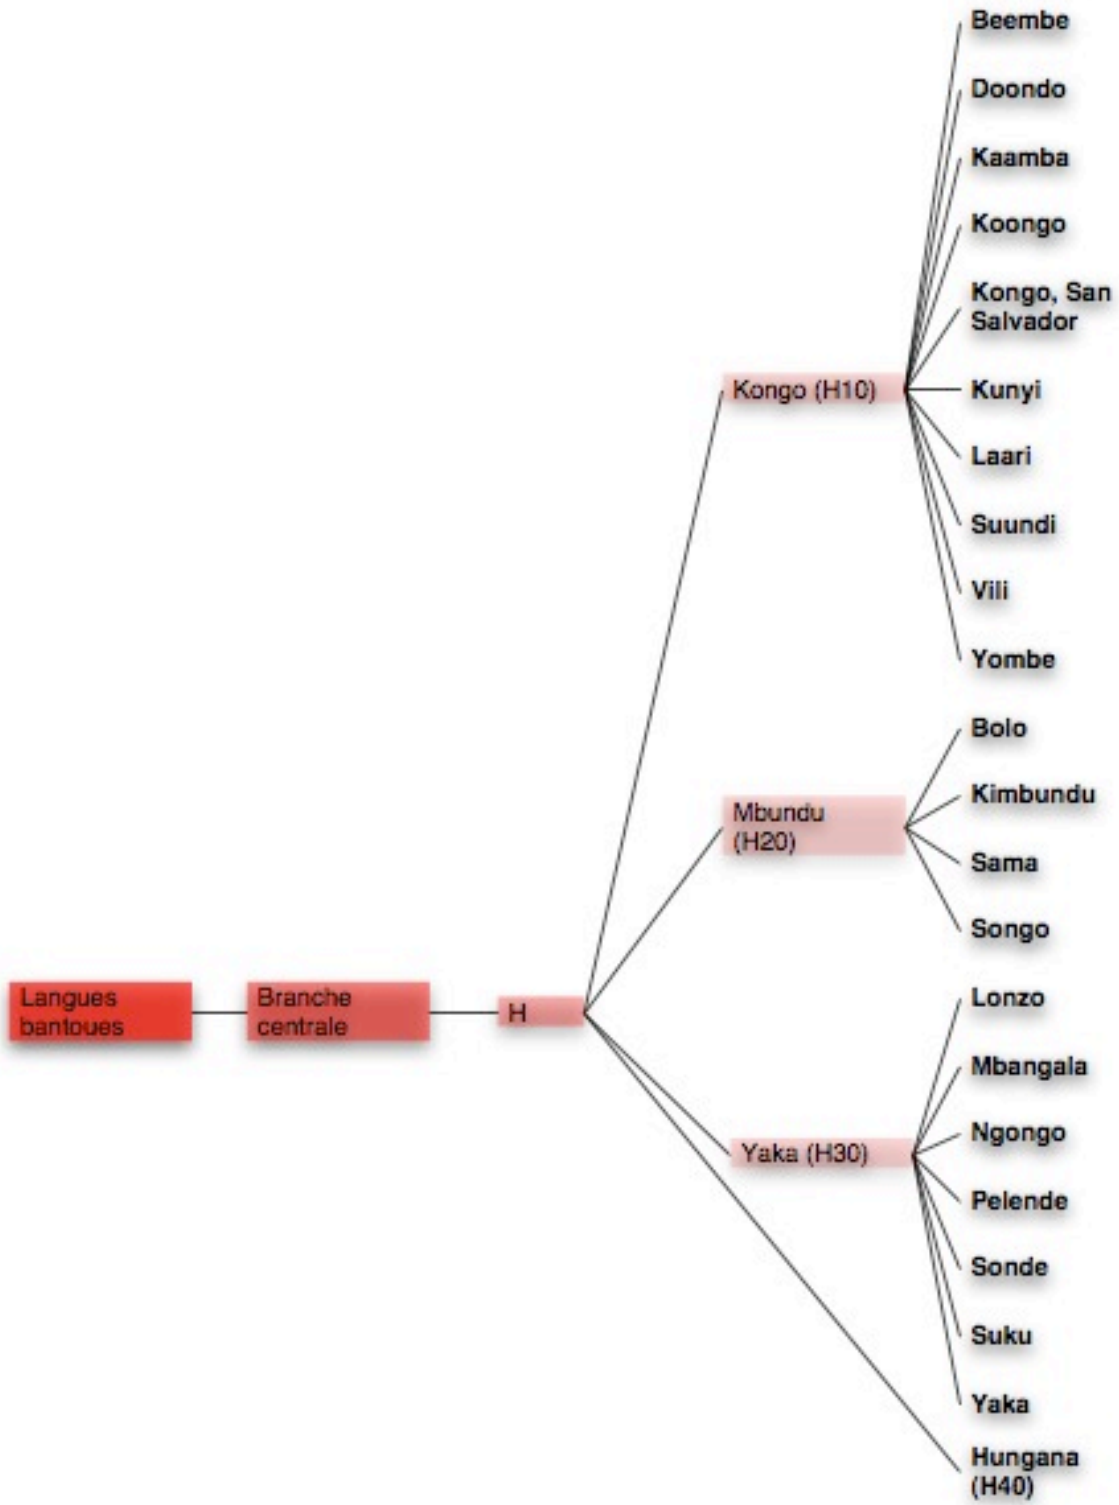 Beembe
Doondo
Kaamba
Koongo
Kongo, San
Salvador
Kongo (H10)
Kunyi
Laari
Suundi
Vili
Yombe
Bolo
Kimbundu
Mbundu
(H20)
Sama
Songo
Langues
bantoues
Branche
centrale
H
Lonzo
Mbangala
Ngongo
Yaka (H30)
Pelende
Sonde
Suku
Yaka
Hungana
(H40)